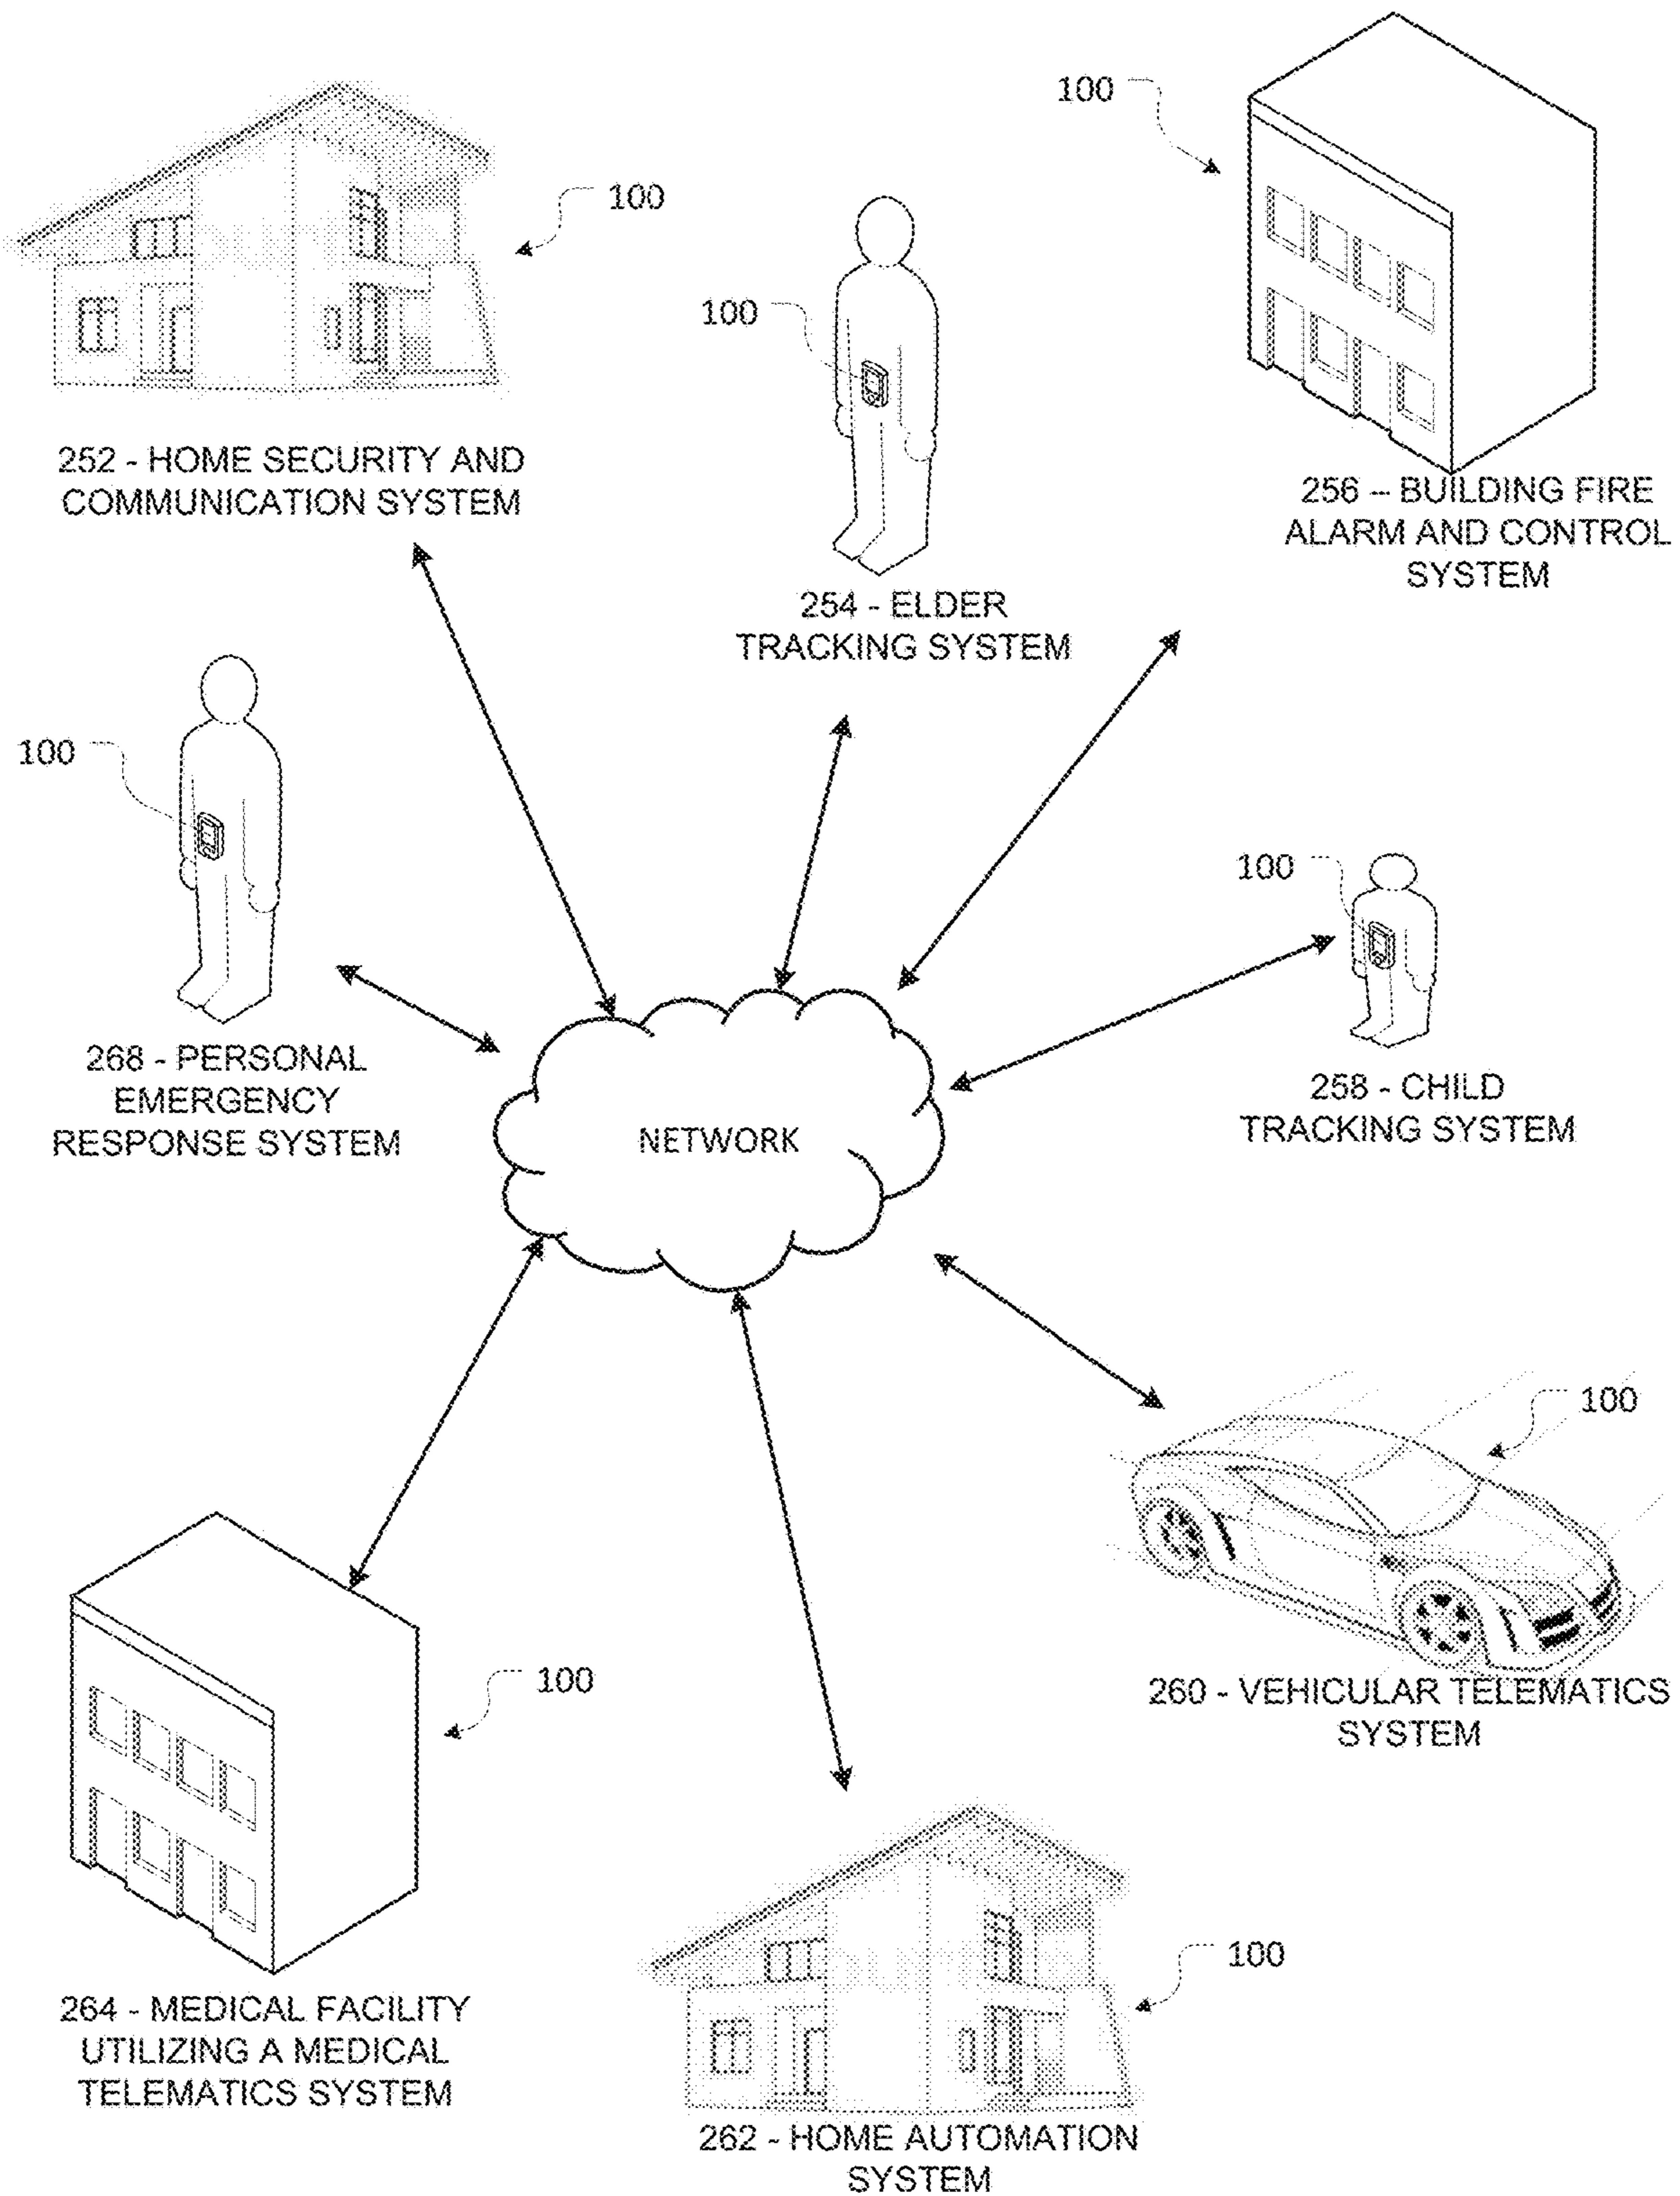 100
100
252 - HOME SECURITY AND
COMMUNICATION SYSTEM
100
254 - ELDER
TRACKING SYSTEM
256 – BUILDING FIRE
ALARM AND CONTROL
SYSTEM
100
268 - PERSONAL
EMERGENCY
RESPONSE SYSTEM
100
258 - CHILD
TRACKING SYSTEM
NETWORK
100
260 - VEHICULAR TELEMATICS
SYSTEM
100
264 - MEDICAL FACILITY
UTILIZING A MEDICAL
TELEMATICS SYSTEM
100
262 - HOME AUTOMATION
SYSTEM